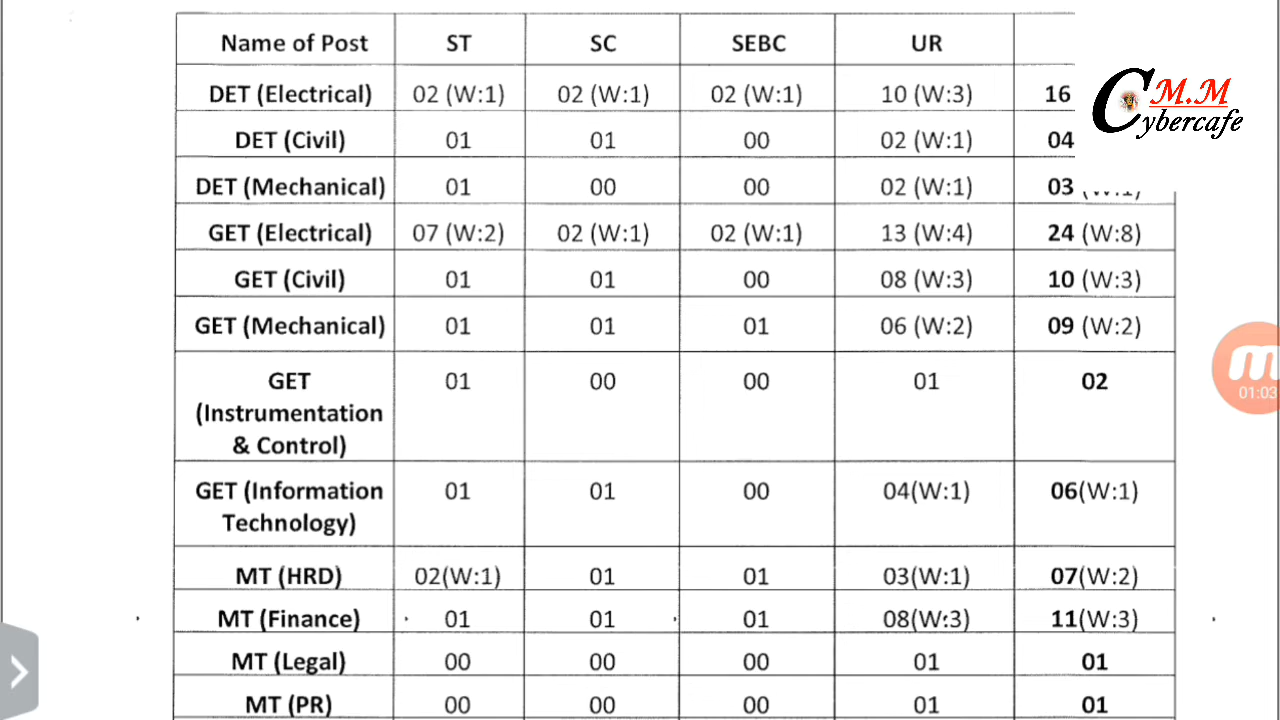 Name of Post ST SC SEBC UR
DET (Electrical) 02 (W:1) 02 (W:1) 02 (W:1) 10 (W:3) 16
DET (Civil) 01 01 00 02 (W:1) 04
DET (Mechanical) 01 00 00 02 (W:1) 03
GET (Electrical) 07 (W:2) 02 (W:1) 02 (W:1) 13 (W:4) 24 (W:8)
GET (Civil) 01 01 00 08 (W:3) 10 (W:3)
GET (Mechanical) 01 01 01 06 (W:2) 09 (W:2)
GET 01 00 00 01 02
(Instrumentation
& Control)
GET (Information 01 01 00 04(W:1) 06(W:1)
Technology)
MT (HRD) 02(W:1) 01 01 03(W:1) 07(W:2)
MT (Finance) 01 01 01 08(W:3) 11(W:3)
MT (Legal) 00 00 00 01 01
MT (PR) 00 00 00 01 01
M.M
Cybercafe
01:03